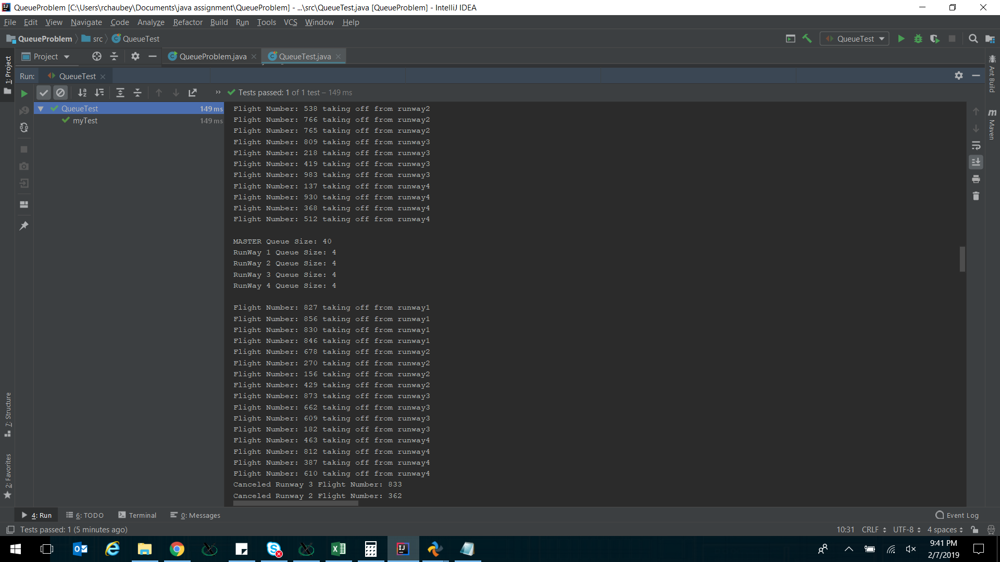 QueueProblem [C:\Users\rchaubey\Documents\java assignment\QueueProblem] - ...\src\QueueTest.java [QueueProblem] - IntelliJ IDEA
File Edit View Navigate Code Analyze Refactor Build Run Tools VCS Window Help
QueueProblem src QueueTest QueueTest
Project QueueProblem.java QueueTest.java
1: Project
Run: QueueTest
Tests passed: 1 of 1 test – 149 ms
QueueTest 149 ms
myTest 149 ms
Flight Number: 538 taking off from runway2
Flight Number: 766 taking off from runway2
Flight Number: 765 taking off from runway2
Flight Number: 809 taking off from runway3
Flight Number: 218 taking off from runway3
Flight Number: 419 taking off from runway3
Flight Number: 983 taking off from runway3
Flight Number: 137 taking off from runway4
Flight Number: 930 taking off from runway4
Flight Number: 368 taking off from runway4
Flight Number: 512 taking off from runway4
MASTER Queue Size: 40
RunWay 1 Queue Size: 4
RunWay 2 Queue Size: 4
RunWay 3 Queue Size: 4
RunWay 4 Queue Size: 4
Flight Number: 827 taking off from runway1
Flight Number: 856 taking off from runway1
Flight Number: 830 taking off from runway1
Flight Number: 846 taking off from runway1
Flight Number: 678 taking off from runway2
Flight Number: 270 taking off from runway2
Flight Number: 156 taking off from runway2
Flight Number: 429 taking off from runway2
Flight Number: 873 taking off from runway3
Flight Number: 662 taking off from runway3
Flight Number: 609 taking off from runway3
Flight Number: 182 taking off from runway3
Flight Number: 463 taking off from runway4
Flight Number: 812 taking off from runway4
Flight Number: 387 taking off from runway4
Flight Number: 610 taking off from runway4
Canceled Runway 3 Flight Number: 833
Canceled Runway 2 Flight Number: 362
Ant Build
Maven
7: Structure
2: Favorites
4: Run 6: TODO Terminal 0: Messages Event Log
Tests passed: 1 (5 minutes ago) 10:31 CRLF UTF-8 4 spaces
9:41 PM
2/7/2019